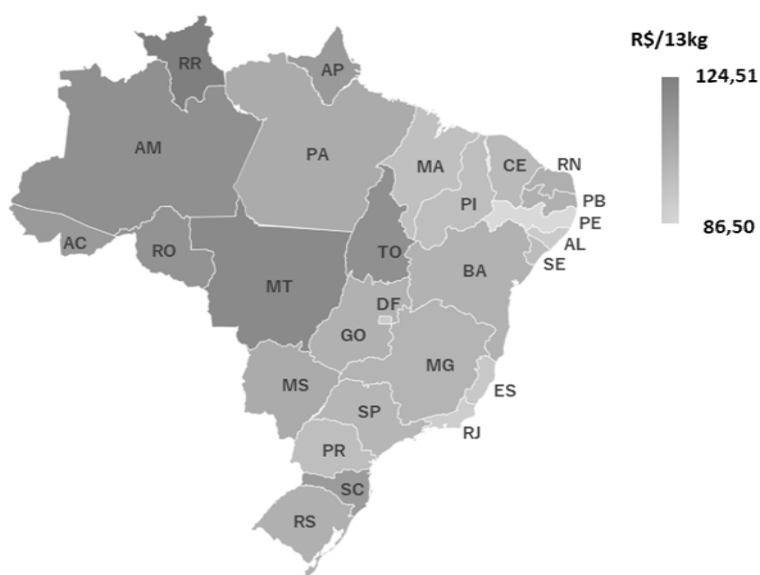 R$/13kg
124,51
86,50
RR
AP
AM
PA
MA
CE
RN
PI
PB
PE
AL
SE
AC
RO
TO
BA
MT
DF
GO
MG
MS
ES
SP
RJ
PR
SC
RS